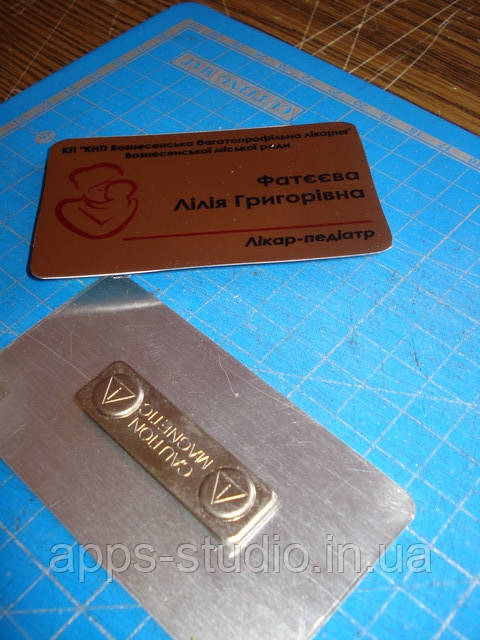 КП "КНП Вознесенська багатопрофільна лікарня"
Вознесенської міської ради
Фатєєва
Лілія Григорівна
Лікар-педіатр
CAUTION
MAGNETIC
apps-studio.in.ua